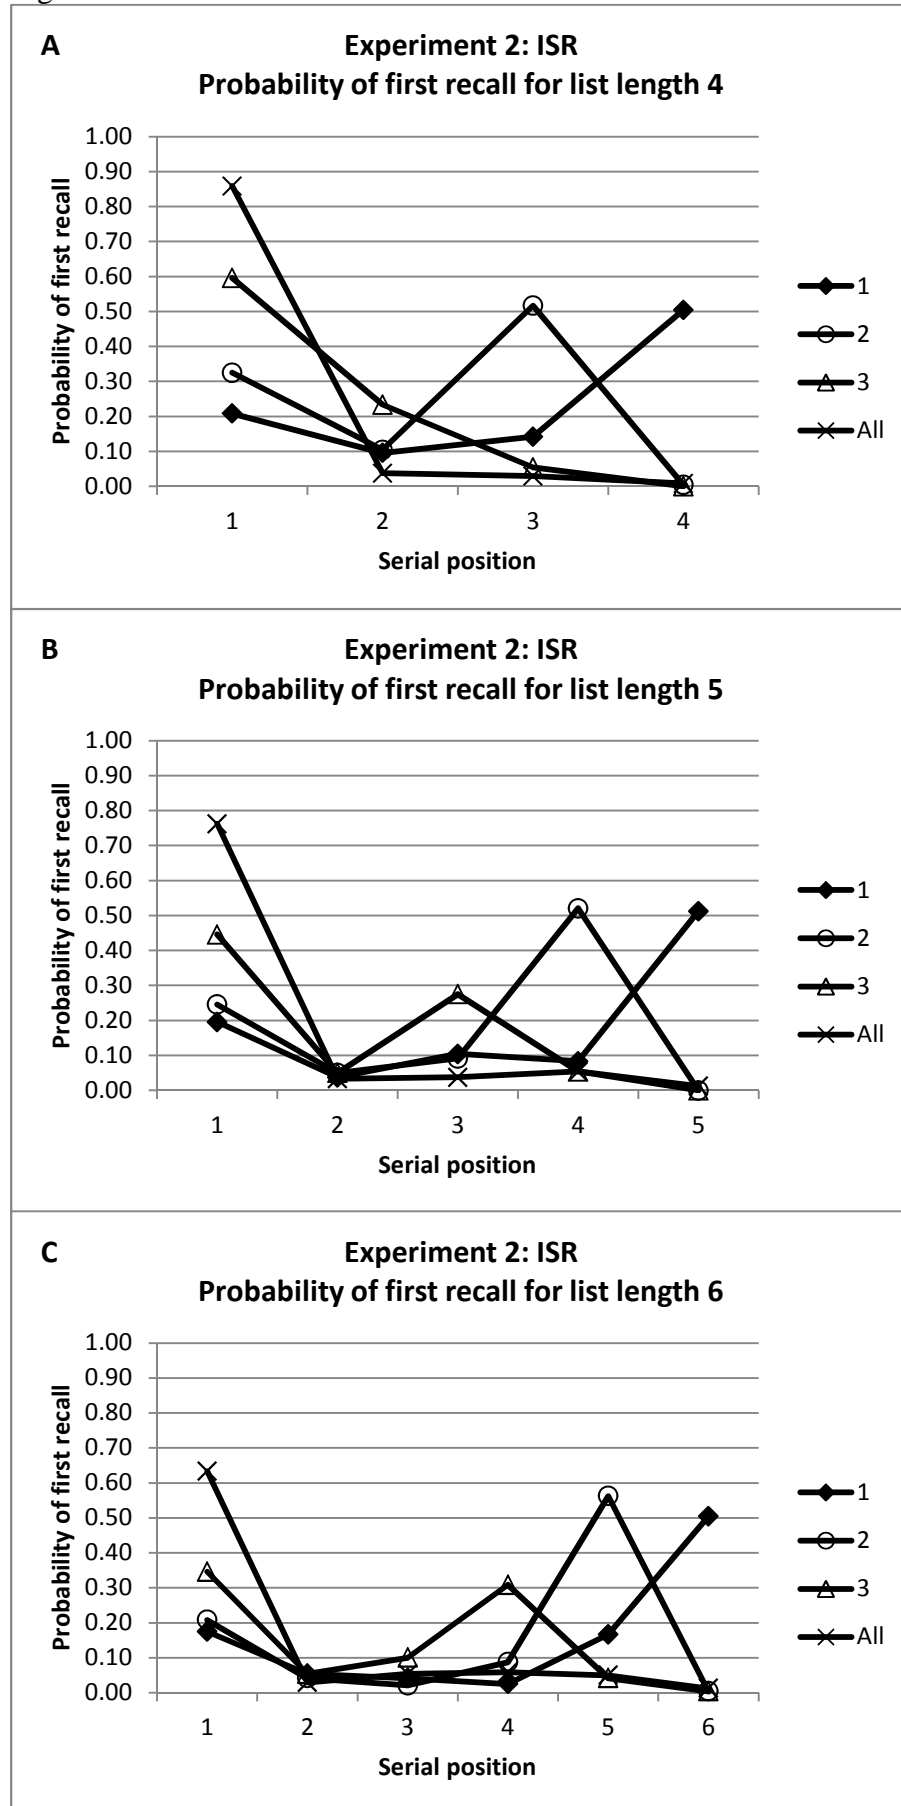 A
Experiment 2: ISR
Probability of first recall for list length 4
Probability of first recall
1.00
0.90
0.80
0.70
0.60
0.50
0.40
0.30
0.20
0.10
0.00
1 2 3 4
Serial position
1
2
3
All
B
Experiment 2: ISR
Probability of first recall for list length 5
Probability of first recall
1.00
0.90
0.80
0.70
0.60
0.50
0.40
0.30
0.20
0.10
0.00
1 2 3 4 5
Serial position
1
2
3
All
C
Experiment 2: ISR
Probability of first recall for list length 6
Probability of first recall
1.00
0.90
0.80
0.70
0.60
0.50
0.40
0.30
0.20
0.10
0.00
1 2 3 4 5 6
Serial position
1
2
3
All